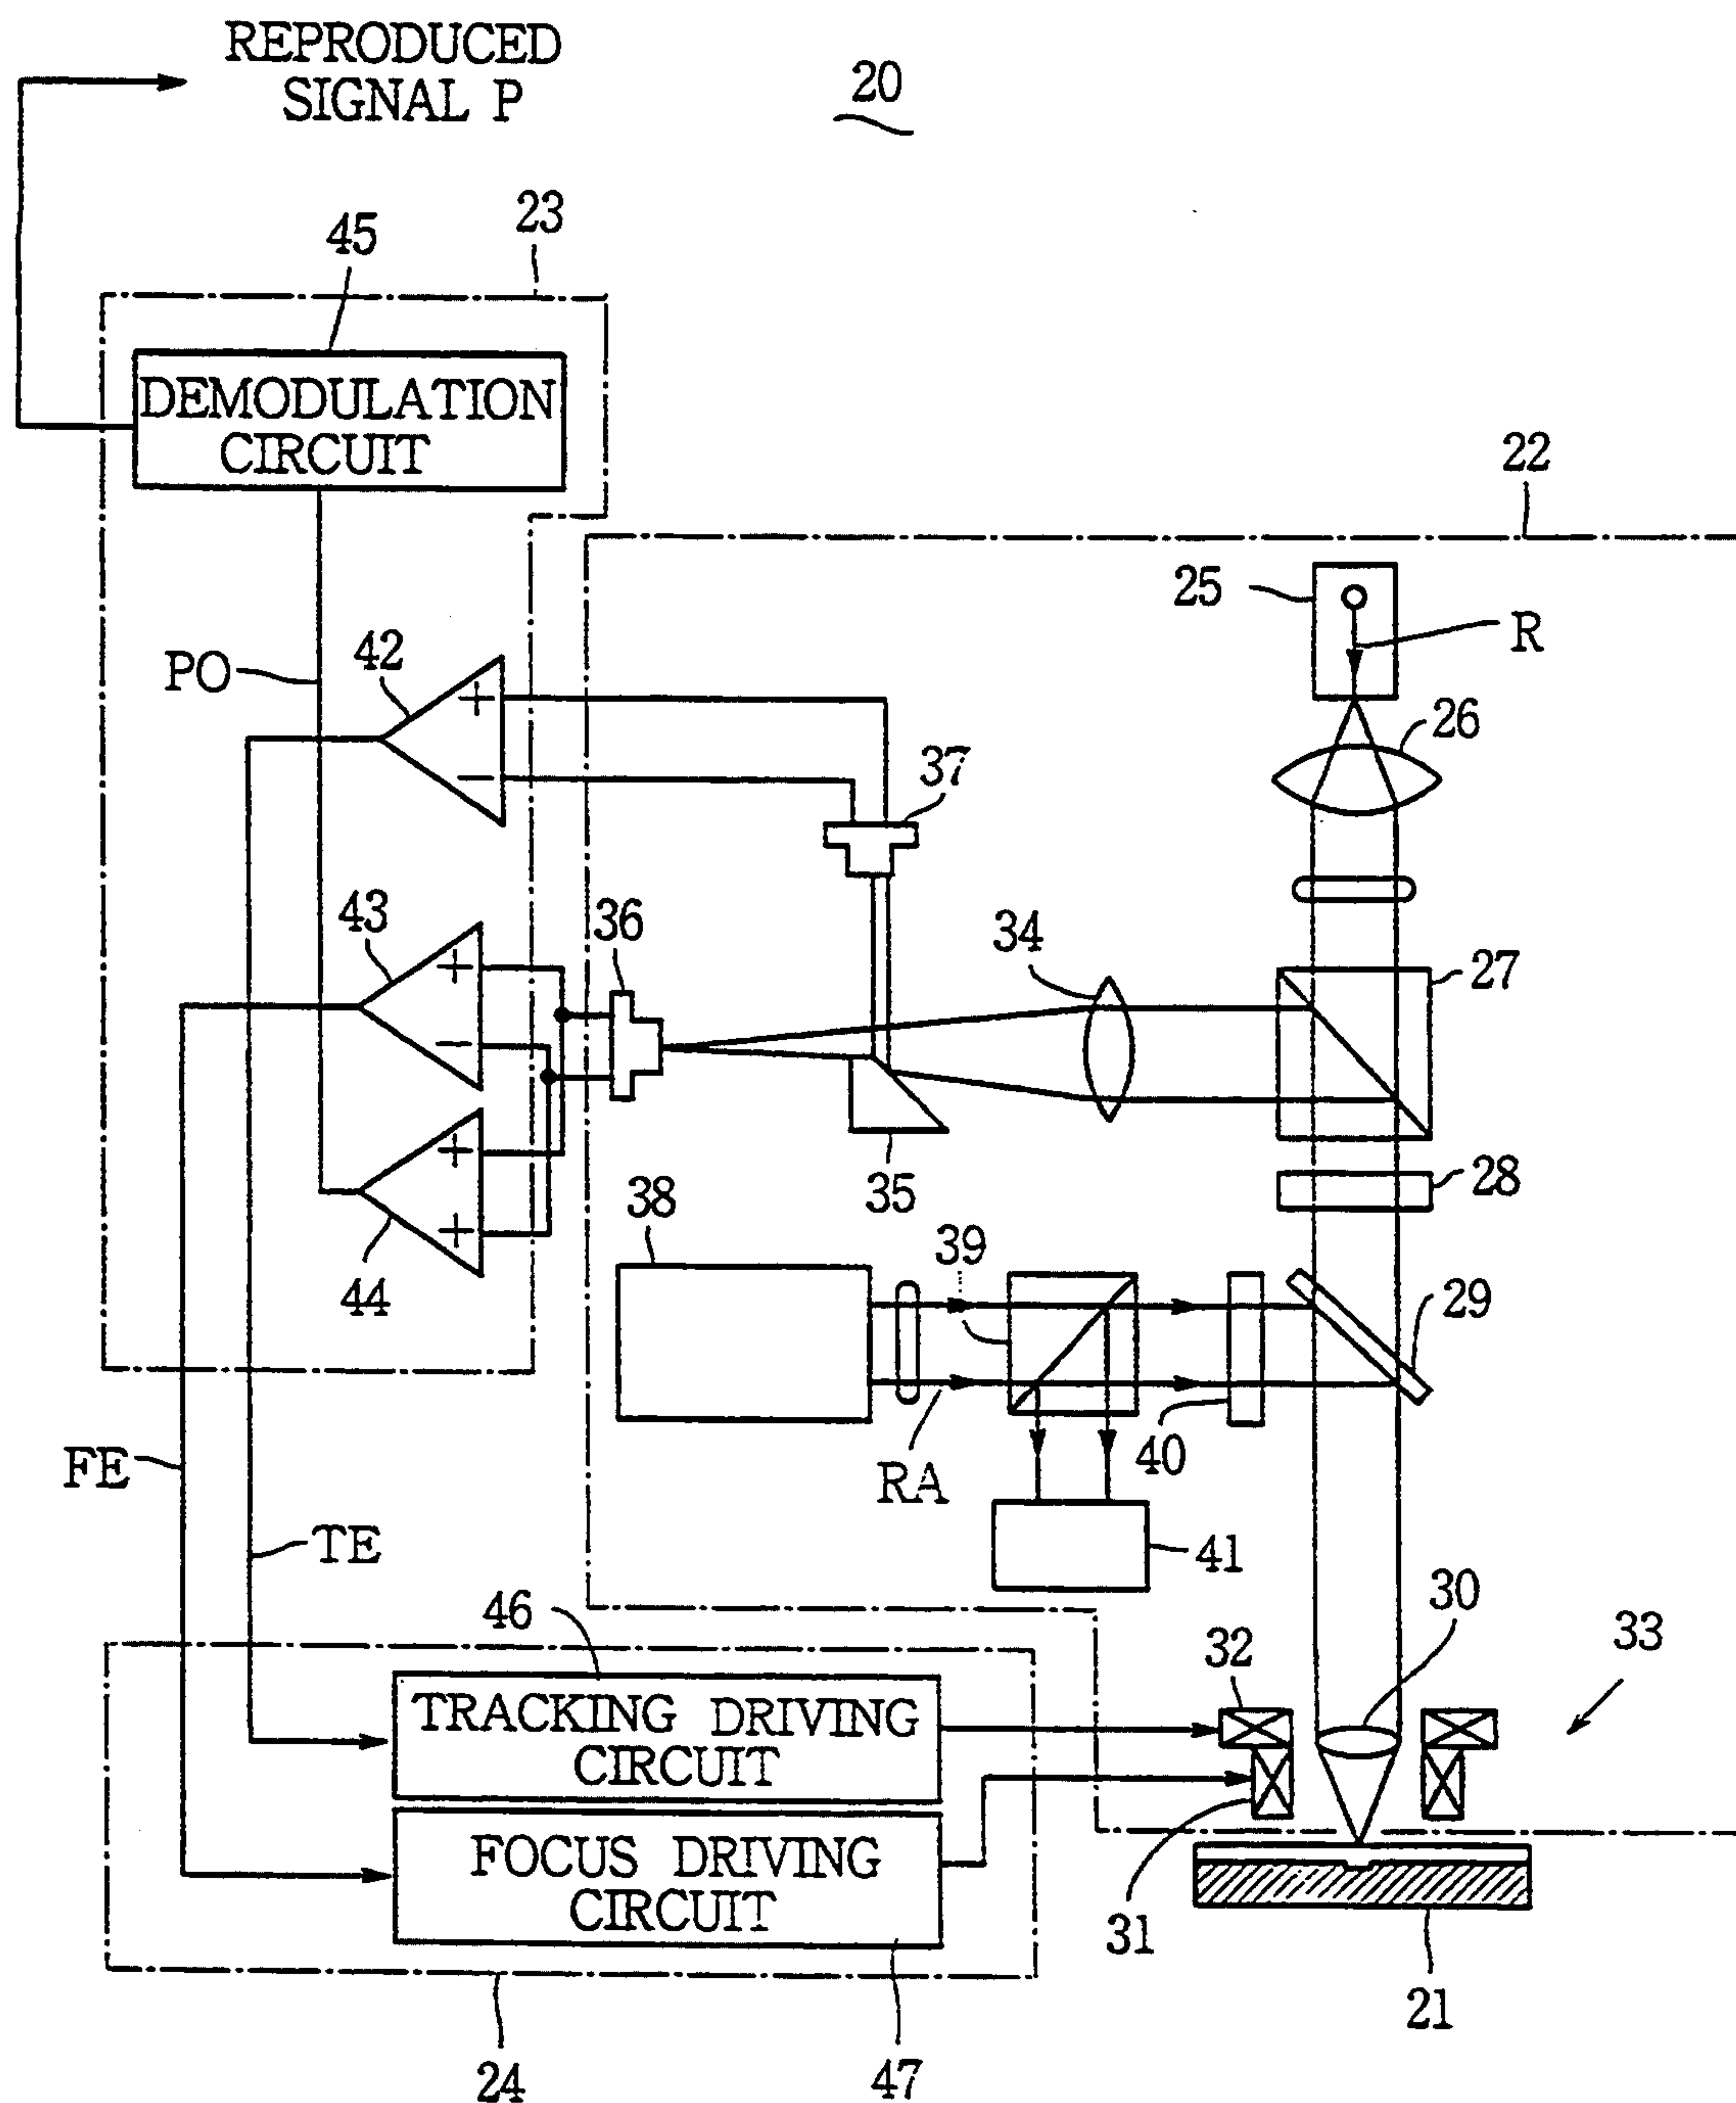 REPRODUCED
SIGNAL P
20
23
45
DEMODULATION
CIRCUIT
22
25
R
42
PO
+
−
26
37
43
36
34
27
+
−
28
+
+
44
38
35
39
29
40
RA
FE
41
TE
30
46
32
33
TRACKING DRIVING
CIRCUIT
FOCUS DRIVING
CIRCUIT
31
21
24
47